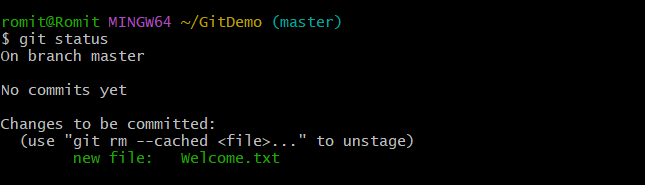 romit@Romit MINGW64 ~/GitDemo (master)
$ git status
On branch master
No commits yet
Changes to be committed:
  (use "git rm --cached <file>..." to unstage)
        new file:   Welcome.txt